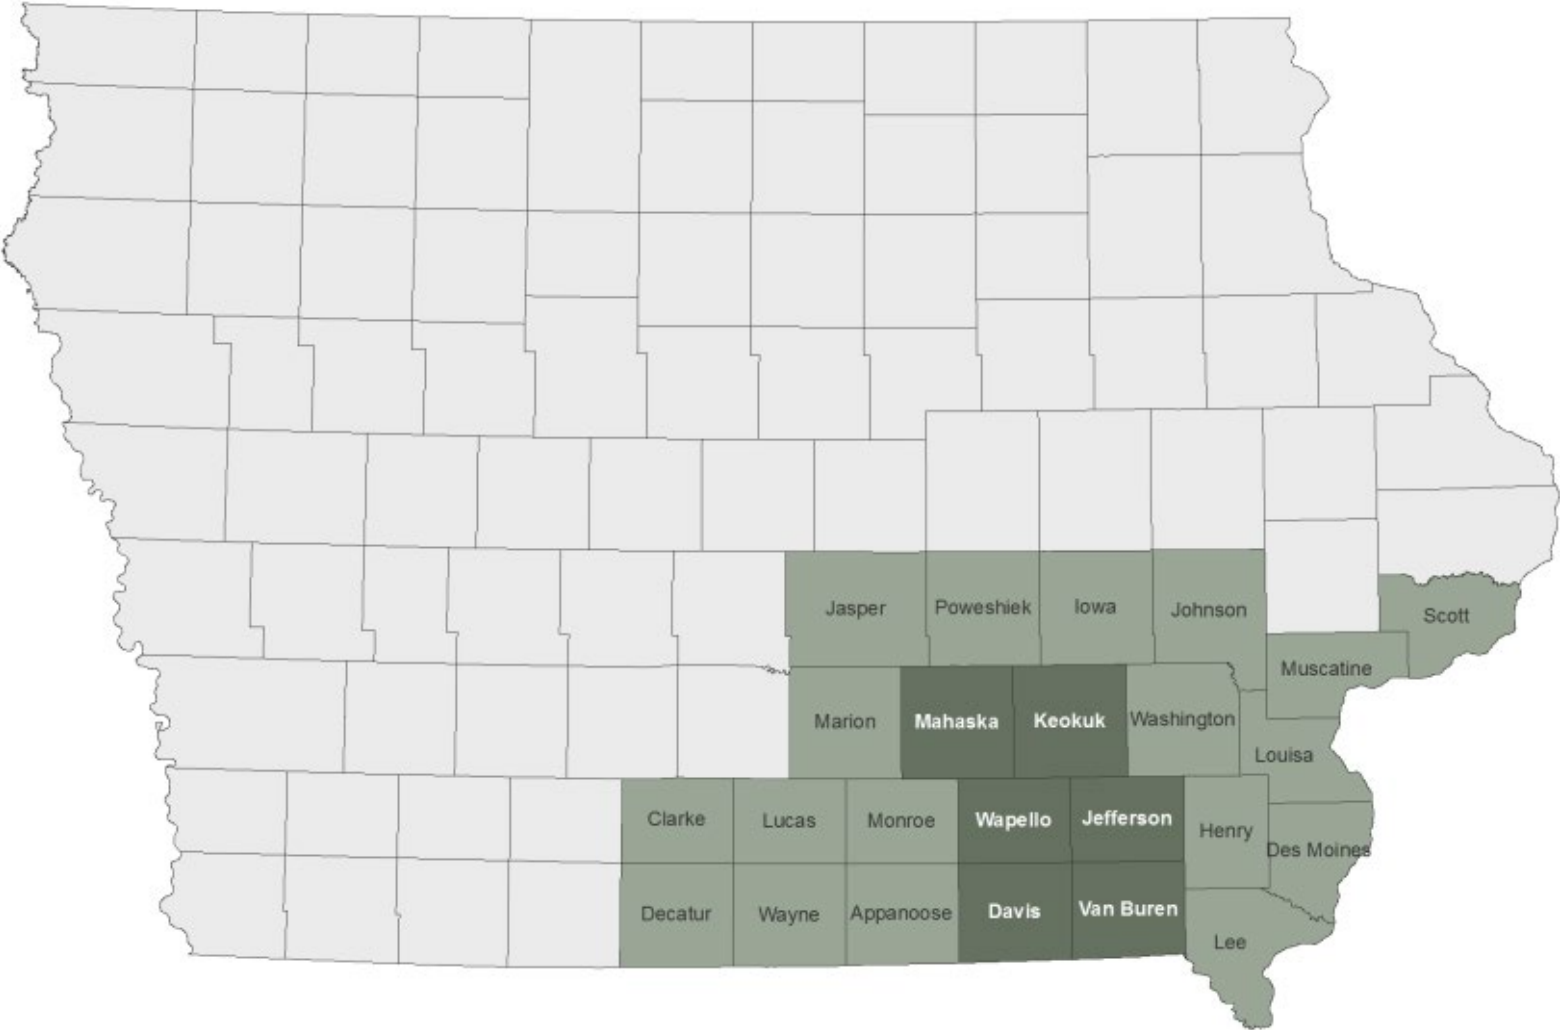 Jasper
Poweshiek
Iowa
Johnson
Scott
Muscatine
Marion
Mahaska
Keokuk
Washington
Louisa
Clarke
Lucas
Monroe
Wapello
Jefferson
Henry
Des Moines
Decatur
Wayne
Appanoose
Davis
Van Buren
Lee